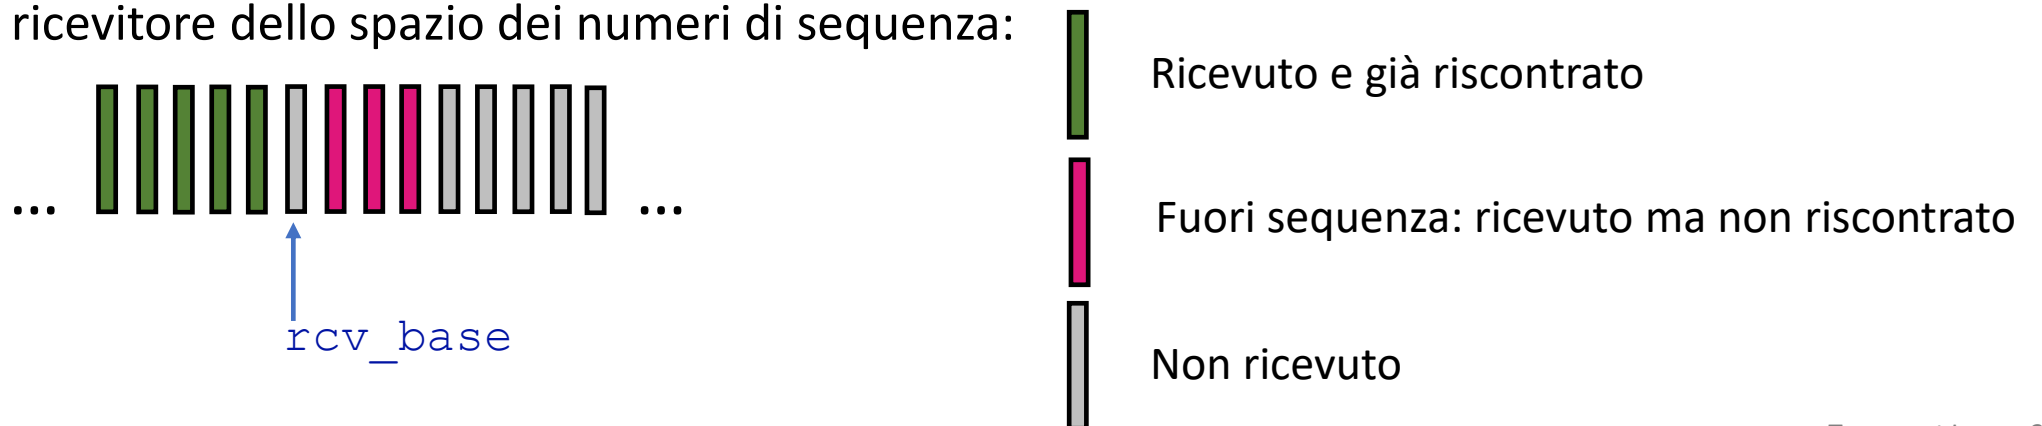 ricevitore dello spazio dei numeri di sequenza:
...
...
rcv_base
Ricevuto e già riscontrato
Fuori sequenza: ricevuto ma non riscontrato
Non ricevuto